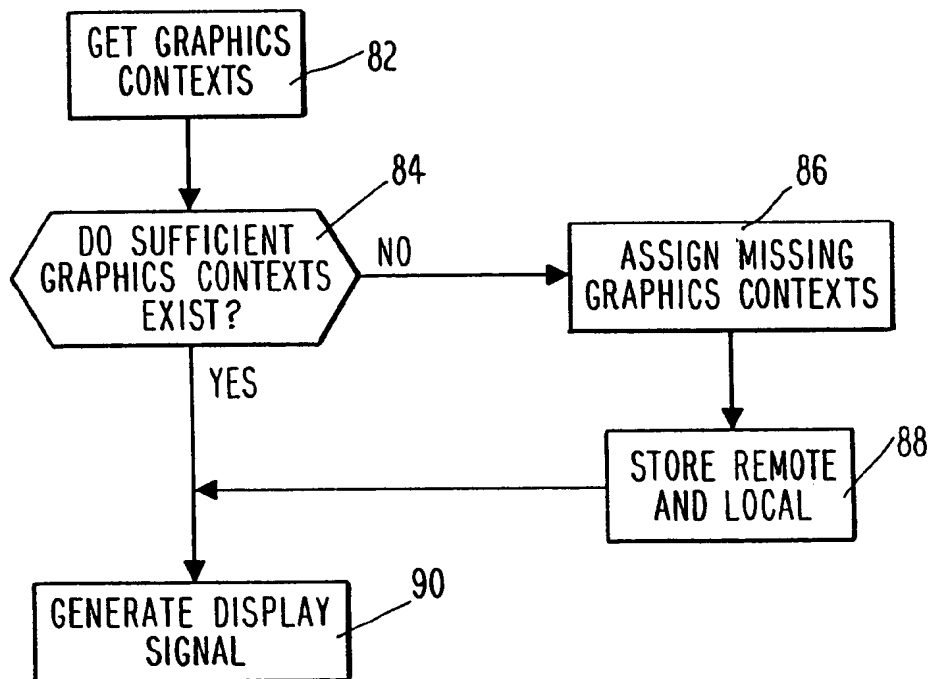 GET GRAPHICS
CONTEXTS
82
84
DO SUFFICIENT
GRAPHICS CONTEXTS
EXIST?
NO
86
ASSIGN MISSING
GRAPHICS CONTEXTS
YES
STORE REMOTE
AND LOCAL
88
90
GENERATE DISPLAY
SIGNAL